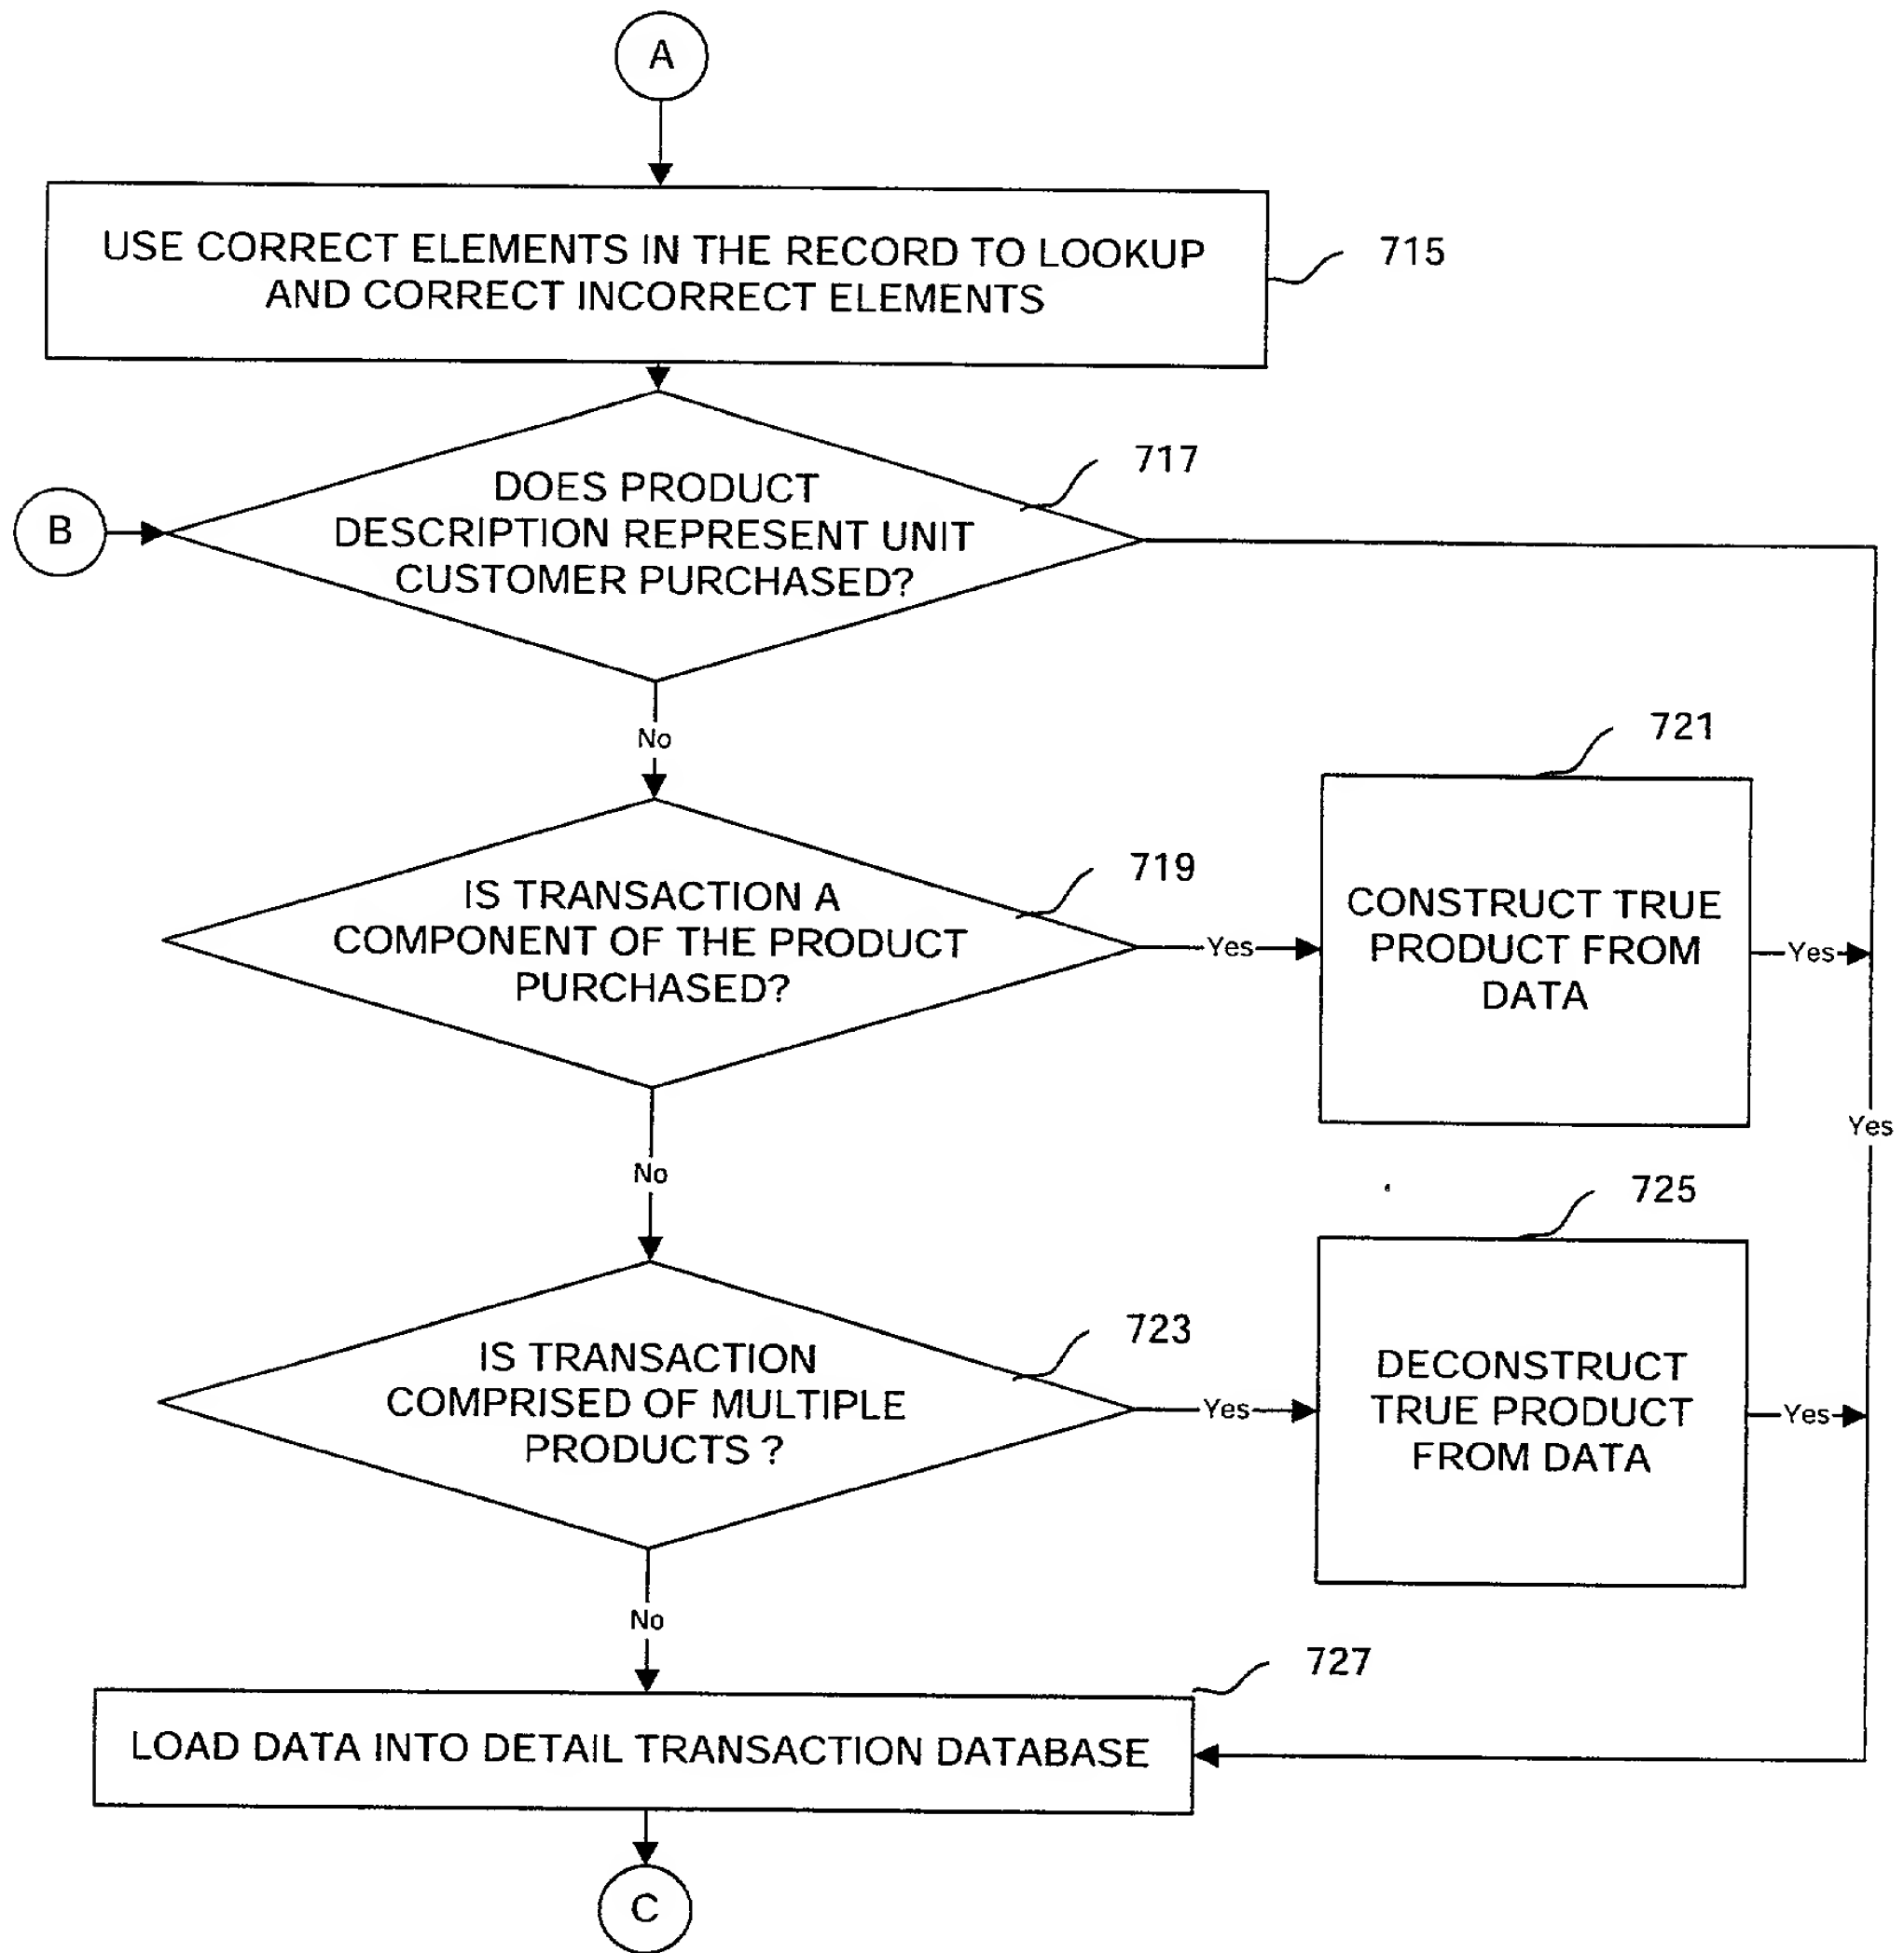 A
USE CORRECT ELEMENTS IN THE RECORD TO LOOKUP
AND CORRECT INCORRECT ELEMENTS
715
DOES PRODUCT
DESCRIPTION REPRESENT UNIT
CUSTOMER PURCHASED?
717
B
No
721
IS TRANSACTION A
COMPONENT OF THE PRODUCT
PURCHASED?
719
Yes
CONSTRUCT TRUE
PRODUCT FROM
DATA
Yes
Yes
No
725
IS TRANSACTION
COMPRISED OF MULTIPLE
PRODUCTS ?
723
Yes
DECONSTRUCT
TRUE PRODUCT
FROM DATA
Yes
No
727
LOAD DATA INTO DETAIL TRANSACTION DATABASE
C